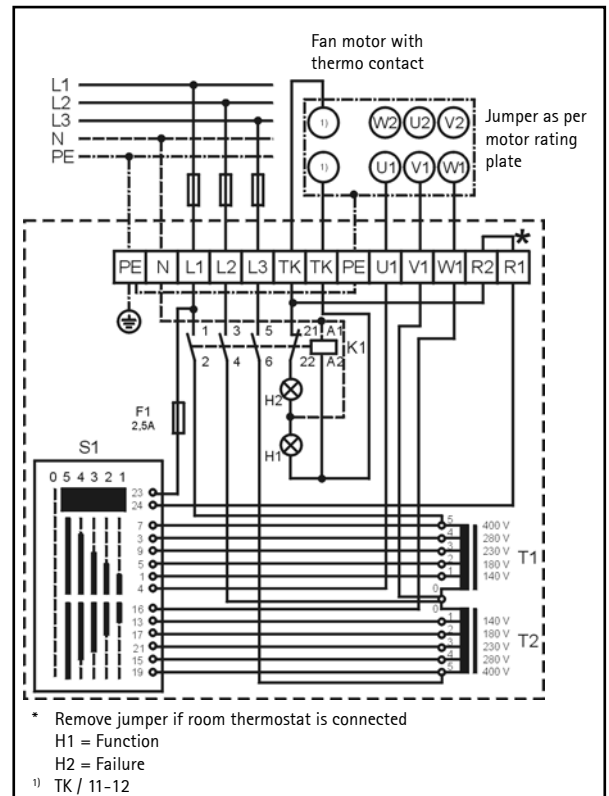 Fan motor with
thermo contact
L1
L2
L3
N
PE
1) W2 U2 V2
1) U1 V1 W1
Jumper as per
motor rating
plate
*
PE N L1 L2 L3 TK TK PE U1 V1 W1 R2 R1
1 3 5 21 A1
K1
2 4 6 22 A2
H2
F1
2,5A
H1
S1
0 5 4 3 2 1
23
24
7 5 400 V
3 4 280 V
9 3 230 V
5 2 180 V
1 1 140 V
T1
4
0
16 0
13 1 140 V
17 2 180 V
21 3 230 V
15 4 280 V
19 5 400 V
T2
* Remove jumper if room thermostat is connected
H1 = Function
H2 = Failure
1) TK / 11-12